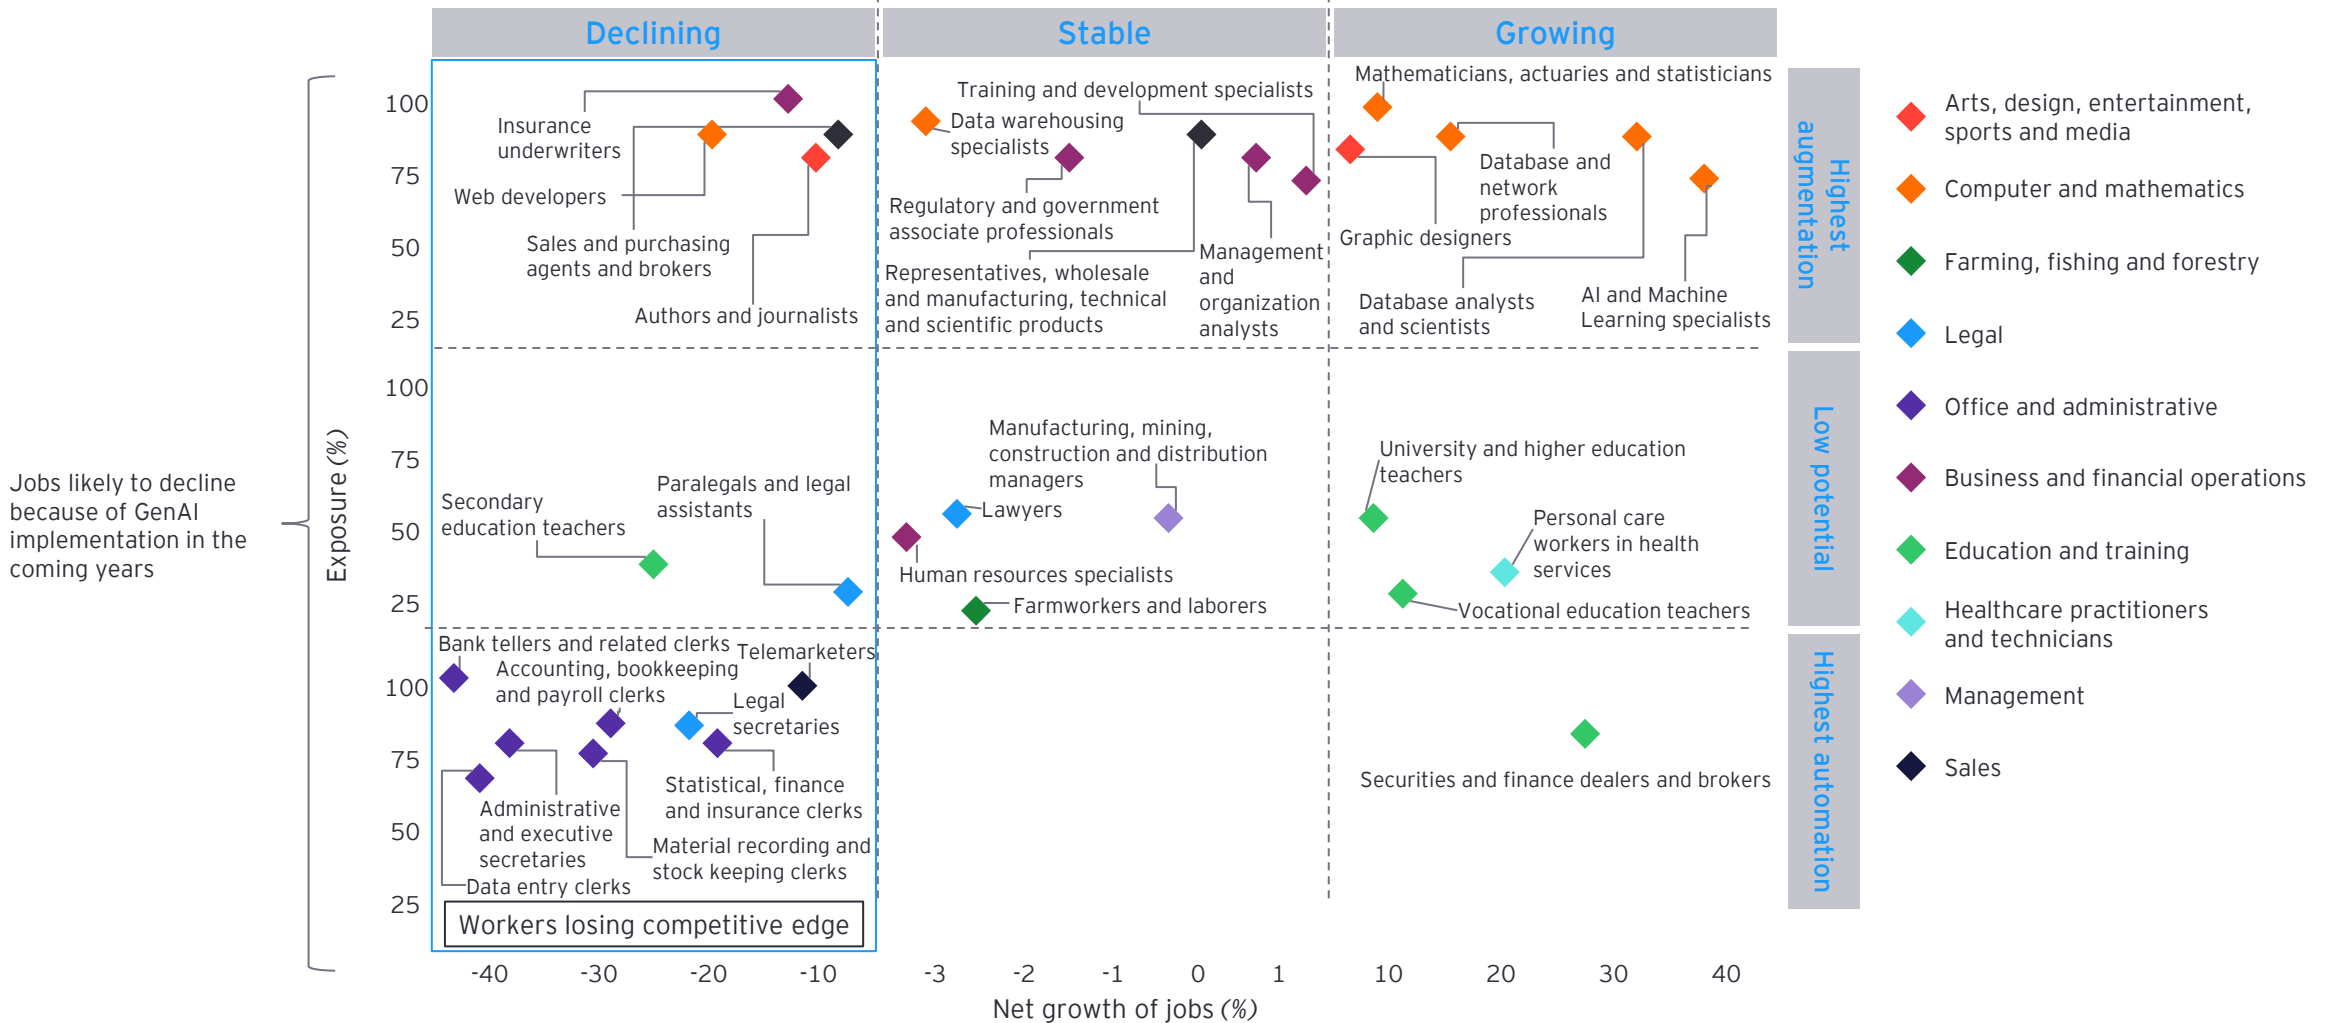 Declining
Stable
Growing
Jobs likely to decline
because of GenAI
implementation in the
coming years
Exposure (%)
100
75
50
25
Insurance
underwriters
Web developers
Sales and purchasing
agents and brokers
Authors and journalists
Training and development specialists
Data warehousing
specialists
Regulatory and government
associate professionals
Representatives, wholesale
and manufacturing, technical
and scientific products
Management
and
organization
analysts
Mathematicians, actuaries and statisticians
Database and
network
professionals
Graphic designers
Database analysts
and scientists
AI and Machine
Learning specialists
Highest
augmentation
100
75
50
25
Secondary
education teachers
Paralegals and legal
assistants
Manufacturing, mining,
construction and distribution
managers
Lawyers
Human resources specialists
Farmworkers and laborers
University and higher education
teachers
Personal care
workers in health
services
Vocational education teachers
Low potential
100
75
50
25
Bank tellers and related clerks
Telemarketers
Accounting, bookkeeping
and payroll clerks
Legal
secretaries
Statistical, finance
and insurance clerks
Administrative
and executive
secretaries
Material recording and
stock keeping clerks
Data entry clerks
Workers losing competitive edge
Securities and finance dealers and brokers
Highest automation
-40
-30
-20
-10
-3
-2
-1
0
1
10
20
30
40
Net growth of jobs (%)
Arts, design, entertainment,
sports and media
Computer and mathematics
Farming, fishing and forestry
Legal
Office and administrative
Business and financial operations
Education and training
Healthcare practitioners
and technicians
Management
Sales